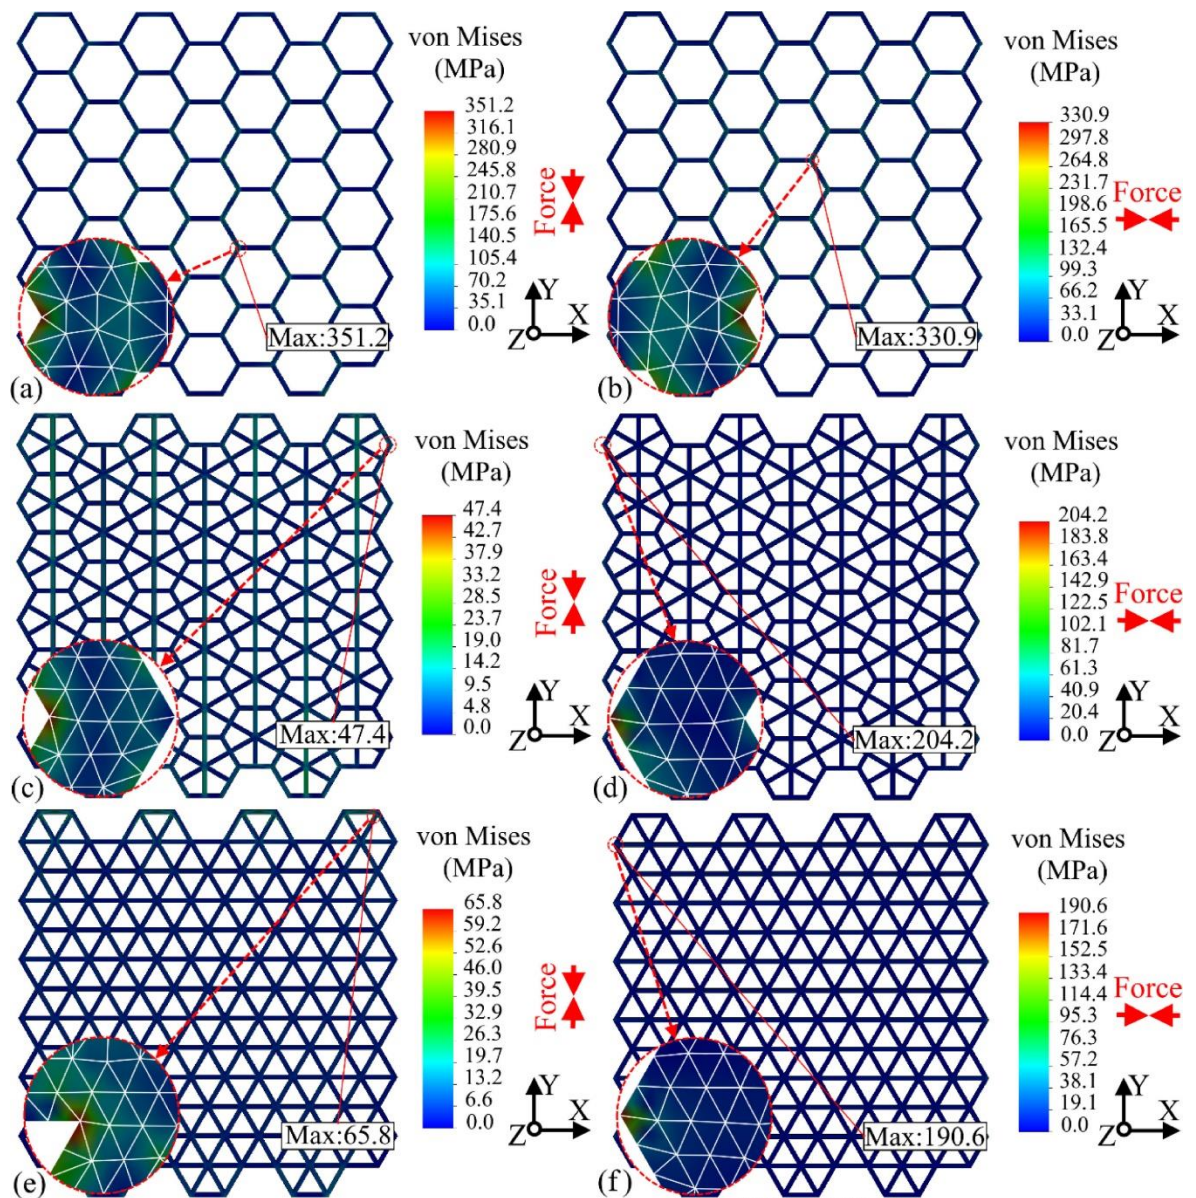 von Mises
(MPa)
351.2
316.1
280.9
245.8
210.7
175.6
140.5
105.4
70.2
35.1
0.0
Force
Y
Z
X
Max:351.2
(a)
von Mises
(MPa)
330.9
297.8
264.8
231.7
198.6
165.5
132.4
99.3
66.2
33.1
0.0
Force
Y
Z
X
Max:330.9
(b)
von Mises
(MPa)
47.4
42.7
37.9
33.2
28.5
23.7
19.0
14.2
9.5
4.8
0.0
Force
Y
Z
X
Max:47.4
(c)
von Mises
(MPa)
204.2
183.8
163.4
142.9
122.5
102.1
81.7
61.3
40.9
20.4
0.0
Force
Y
Z
X
Max:204.2
(d)
von Mises
(MPa)
65.8
59.2
52.6
46.0
39.5
32.9
26.3
19.7
13.2
6.6
0.0
Force
Y
Z
X
Max:65.8
(e)
von Mises
(MPa)
190.6
171.6
152.5
133.4
114.4
95.3
76.3
57.2
38.1
19.1
0.0
Force
Y
Z
X
Max:190.6
(f)